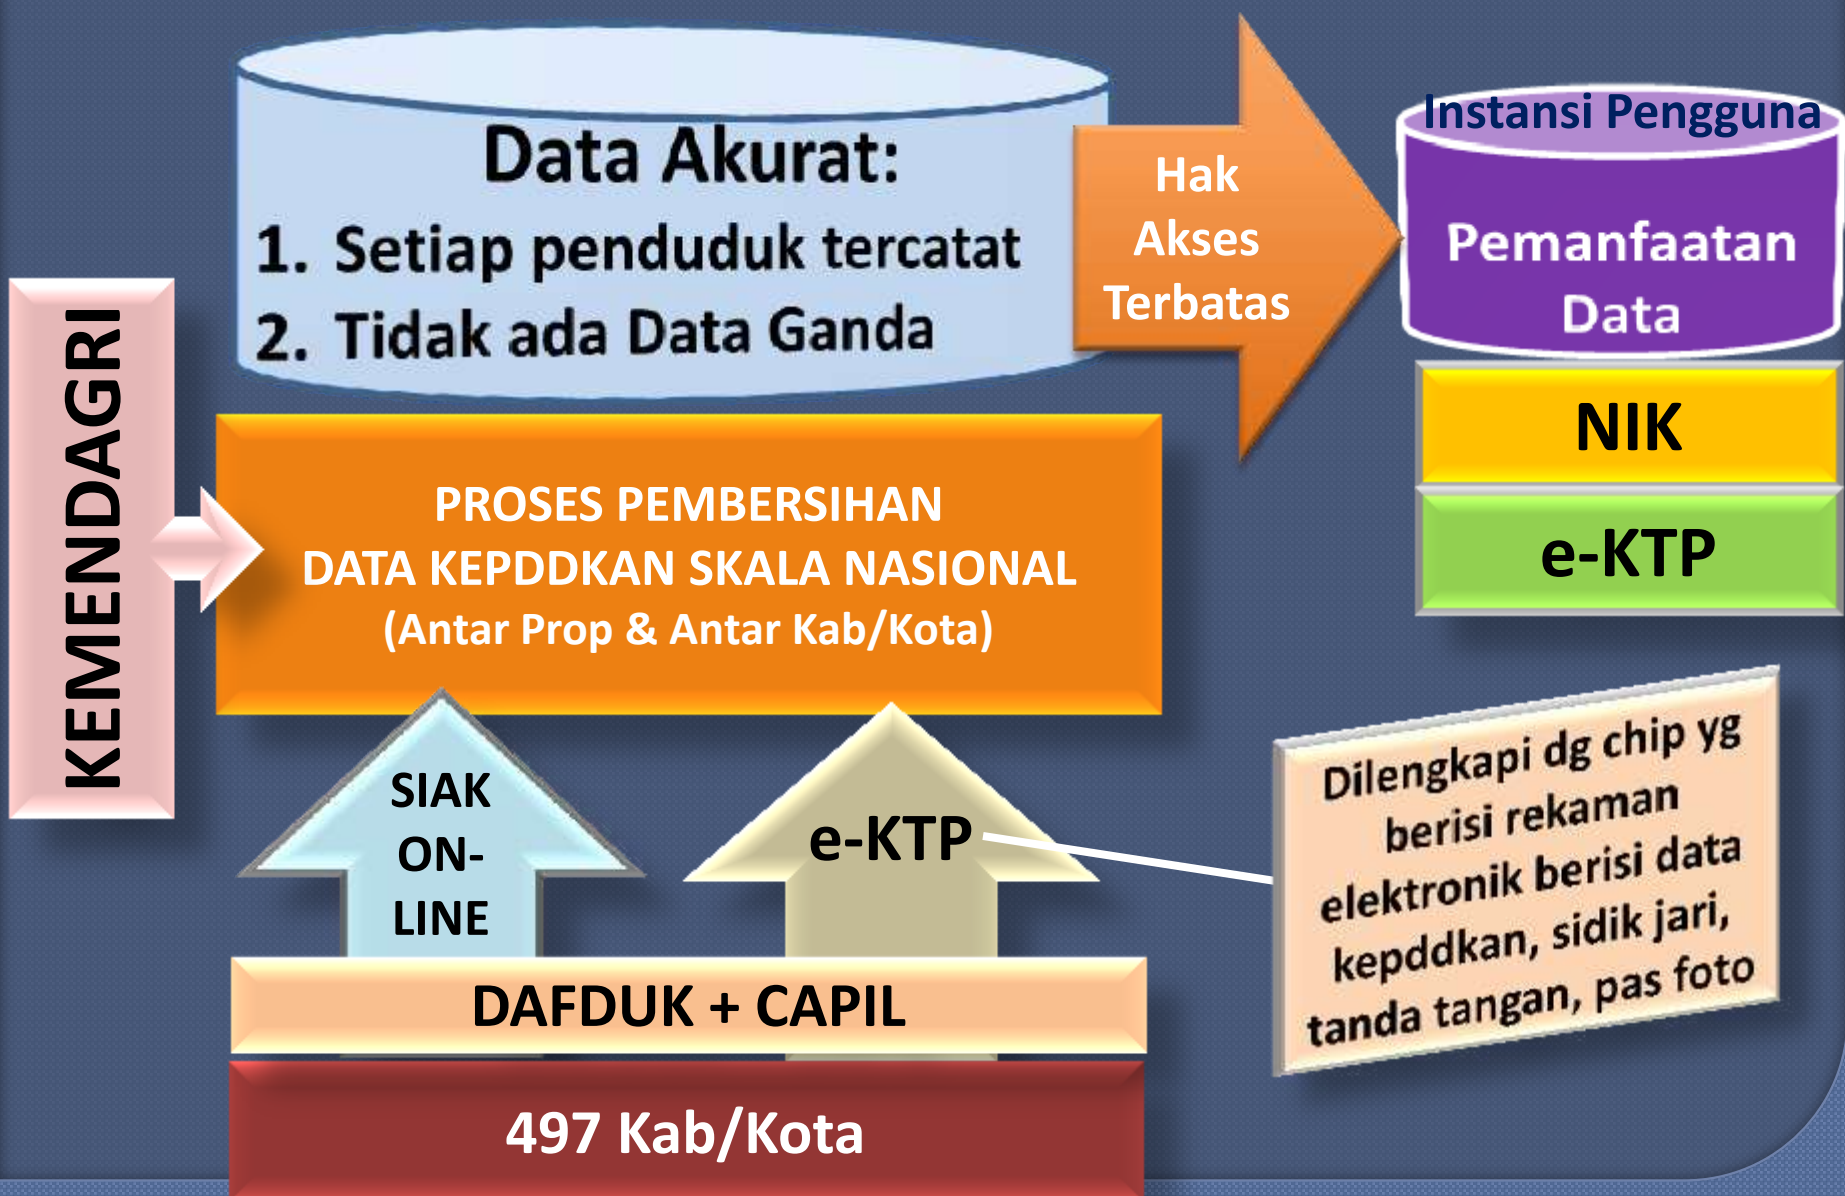 Data Akurat:
1. Setiap penduduk tercatat
2. Tidak ada Data Ganda
Hak
Akses
Terbatas
Instansi Pengguna
Pemanfaatan
Data
NIK
e-KTP
KEMENDAGRI
PROSES PEMBERSIHAN
DATA KEPDDKAN SKALA NASIONAL
(Antar Prop & Antar Kab/Kota)
SIAK
ON-
LINE
e-KTP
Dilengkapi dg chip yg
berisi rekaman
elektronik berisi data
kepddkan, sidik jari,
tanda tangan, pas foto
DAFDUK + CAPIL
497 Kab/Kota